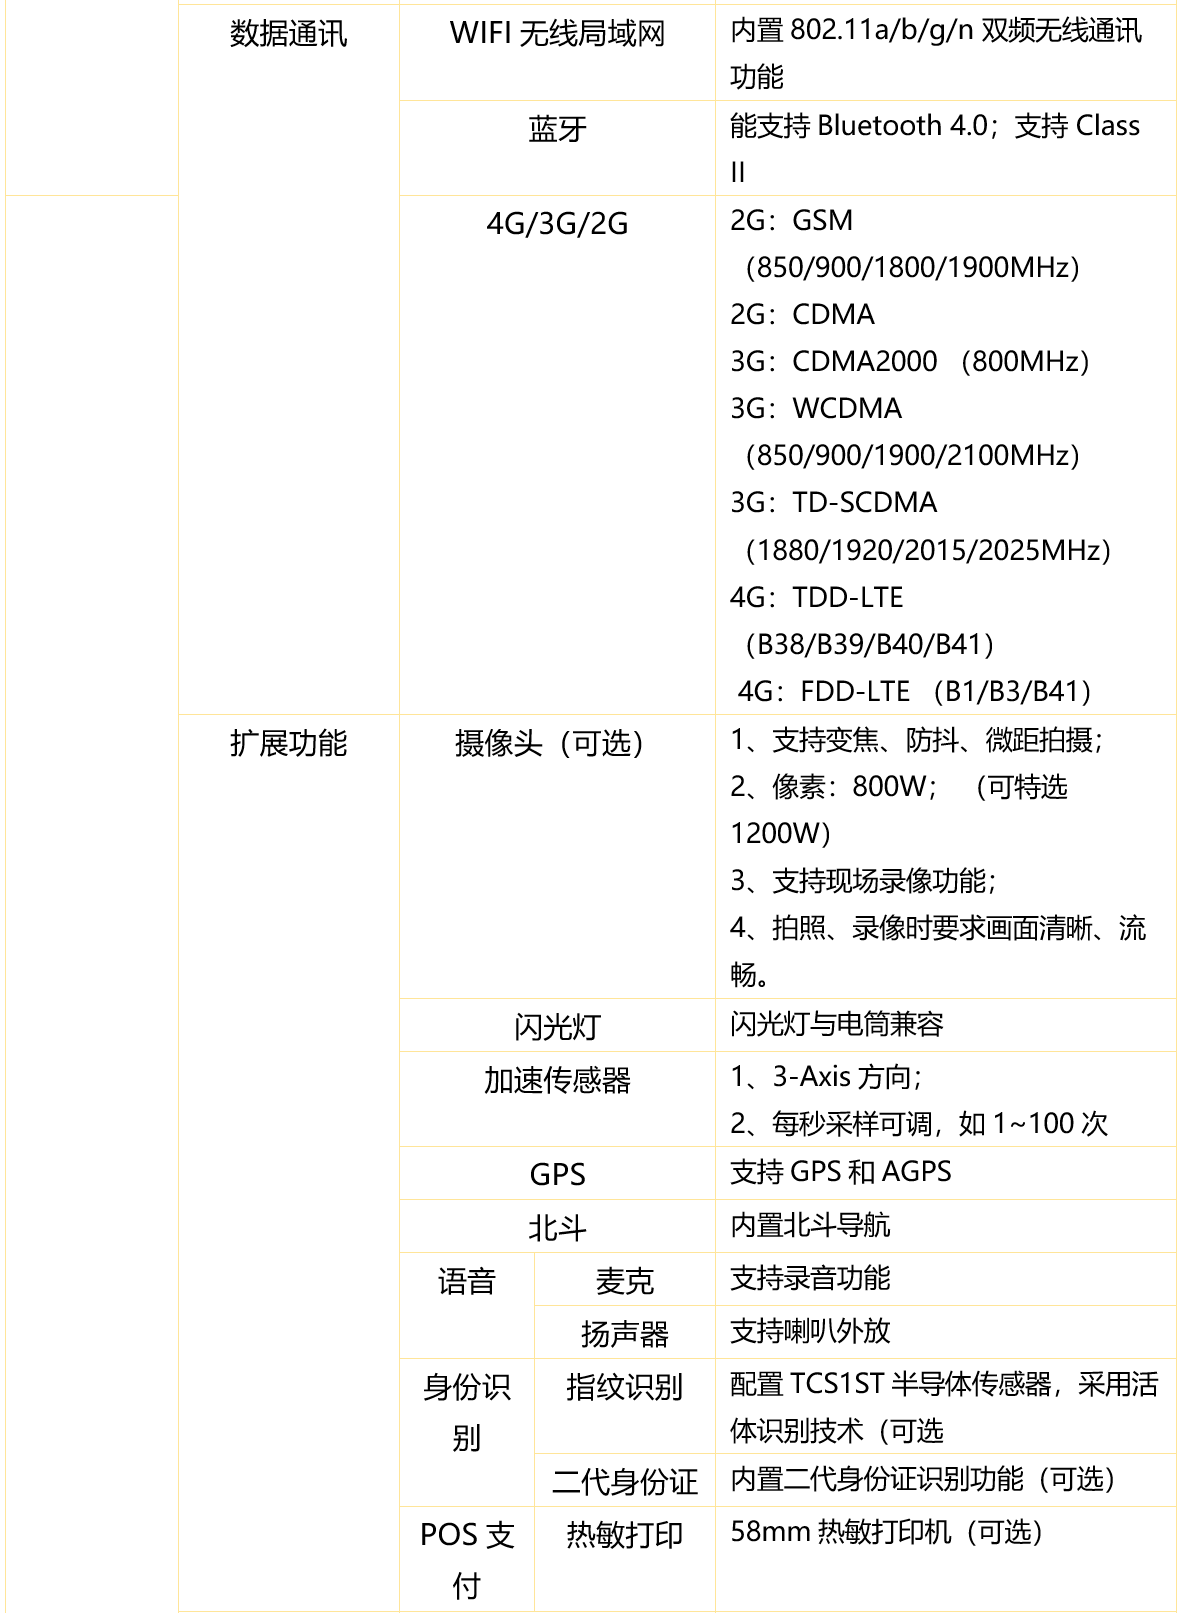 数据通讯
WIFI 无线局域网
内置 802.11a/b/g/n 双频无线通讯
功能
蓝牙
能支持 Bluetooth 4.0；支持 Class
II
4G/3G/2G
2G：GSM
（850/900/1800/1900MHz）
2G：CDMA
3G：CDMA2000 （800MHz）
3G：WCDMA
（850/900/1900/2100MHz）
3G：TD-SCDMA
（1880/1920/2015/2025MHz）
4G：TDD-LTE
（B38/B39/B40/B41）
4G：FDD-LTE （B1/B3/B41）
扩展功能
摄像头（可选）
1、支持变焦、防抖、微距拍摄；
2、像素：800W； （可特选
1200W）
3、支持现场录像功能；
4、拍照、录像时要求画面清晰、流
畅。
闪光灯
闪光灯与电筒兼容
加速传感器
1、3-Axis 方向；
2、每秒采样可调，如 1~100 次
GPS
支持 GPS 和 AGPS
北斗
内置北斗导航
语音
麦克
支持录音功能
扬声器
支持喇叭外放
身份识
别
指纹识别
配置 TCS1ST 半导体传感器，采用活
体识别技术（可选
二代身份证
内置二代身份证识别功能（可选）
POS 支
付
热敏打印
58mm 热敏打印机（可选）